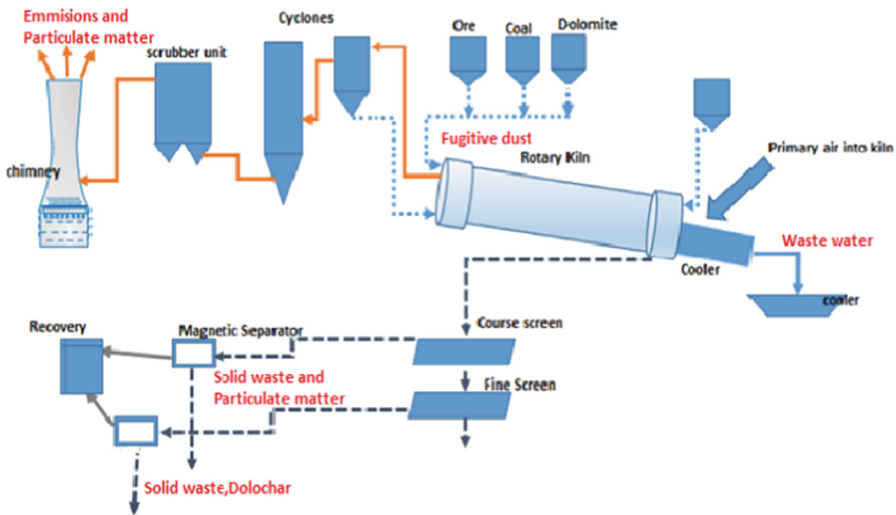 Emmisions and
Particulate matter
Cyclones
scrubber unit
Ore
Coal
Dolomite
Fugitive dust
Rotary Kiln
Primary air into kiln
chimney
Waste water
Cooler
cooler
Recovery
Magnetic Separator
Course screen
Solid waste and
Particulate matter
Fine Screen
Solid waste,Dolochar